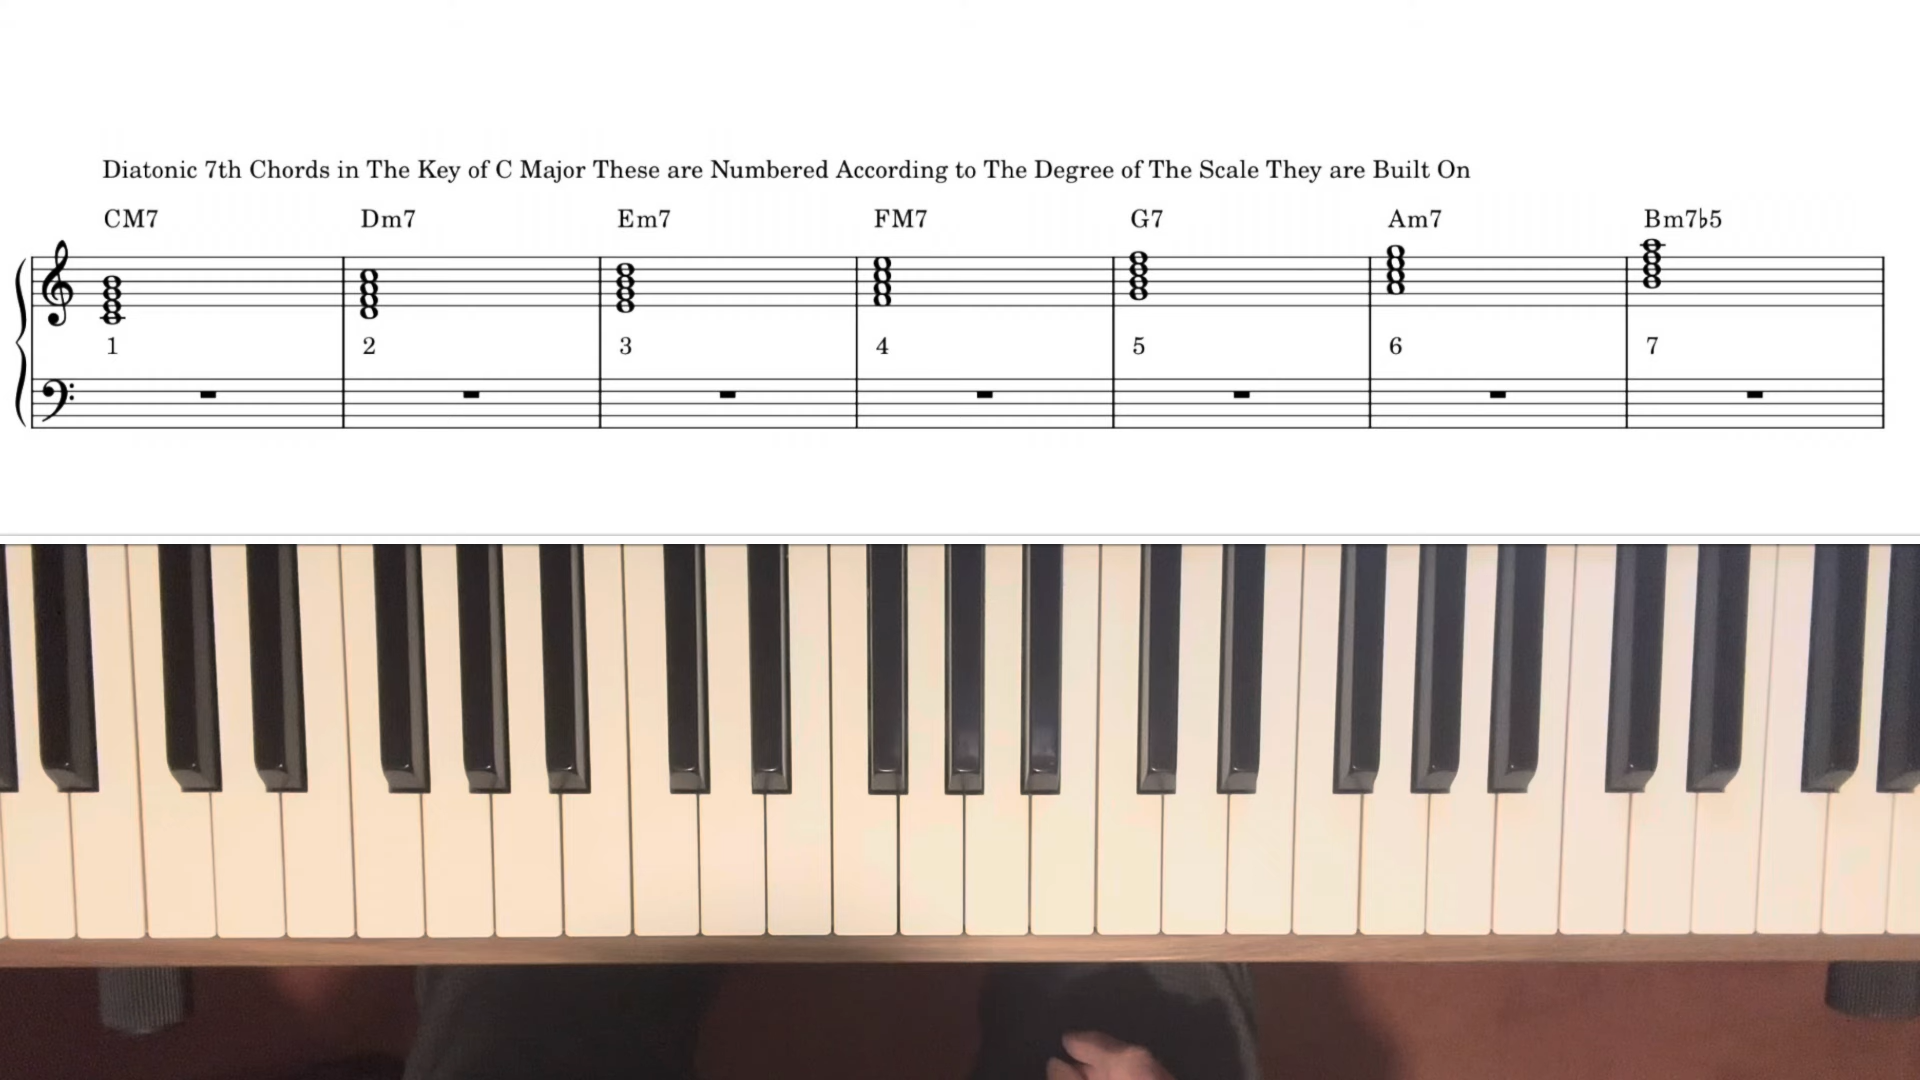 Diatonic 7th Chords in The Key of C Major These are Numbered According to The Degree of The Scale They are Built On
CM7 Dm7 Em7 FM7 G7 Am7 Bm7♭5
1 2 3 4 5 6 7